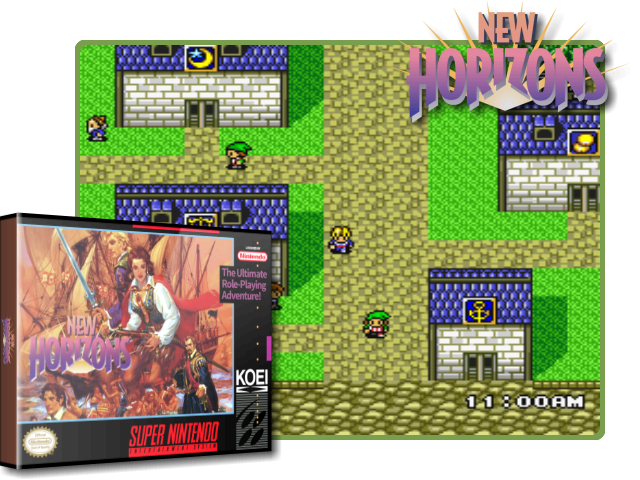 NEW
HORIZONS
Nintendo
The Ultimate
Role-Playing
Adventure!
NEW
HORIZONS
KOEI
SUPER NINTENDO
ENTERTAINMENT SYSTEM
11:00AM